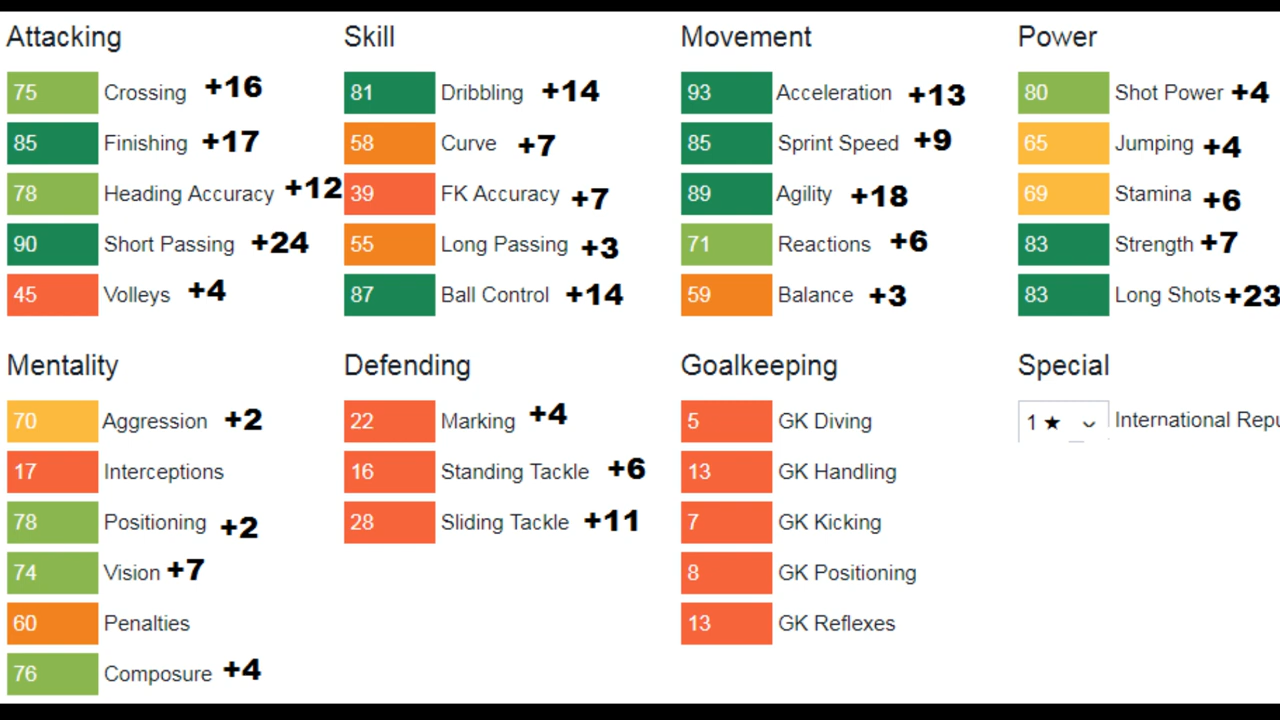 Attacking
75 Crossing +16
85 Finishing +17
78 Heading Accuracy +12
90 Short Passing +24
45 Volleys +4
Skill
81 Dribbling +14
58 Curve +7
39 FK Accuracy +7
55 Long Passing +3
87 Ball Control +14
Movement
93 Acceleration +13
85 Sprint Speed +9
89 Agility +18
71 Reactions +6
59 Balance +3
Power
80 Shot Power +4
65 Jumping +4
69 Stamina +6
83 Strength +7
83 Long Shots +23
Mentality
70 Aggression +2
17 Interceptions
78 Positioning +2
74 Vision +7
60 Penalties
76 Composure +4
Defending
22 Marking +4
16 Standing Tackle +6
28 Sliding Tackle +11
Goalkeeping
5 GK Diving
13 GK Handling
7 GK Kicking
8 GK Positioning
13 GK Reflexes
Special
1 ★ International Repu